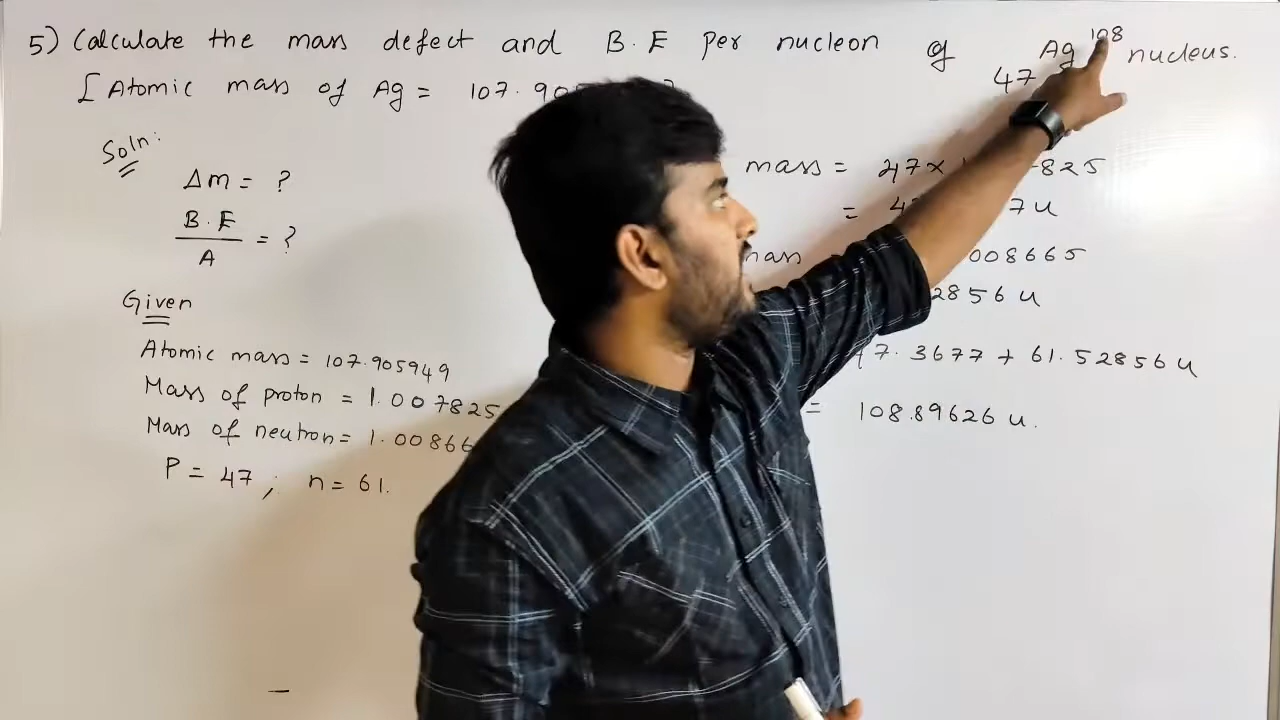 5) Calculate the mass defect and B.E per nucleon of 47 Ag 108 nucleus.
[Atomic mass of Ag = 107.90
Soln:
Δm = ?
B.E
A = ?
Given
Atomic mass = 107.905949
Mass of proton = 1.007825
Mass of neutron = 1.00866
P = 47 ; n = 61.
mass = 47 × 825
= 4 7 u
mass 008665
2856 u
47.3677 + 61.52856 u
= 108.89626 u.